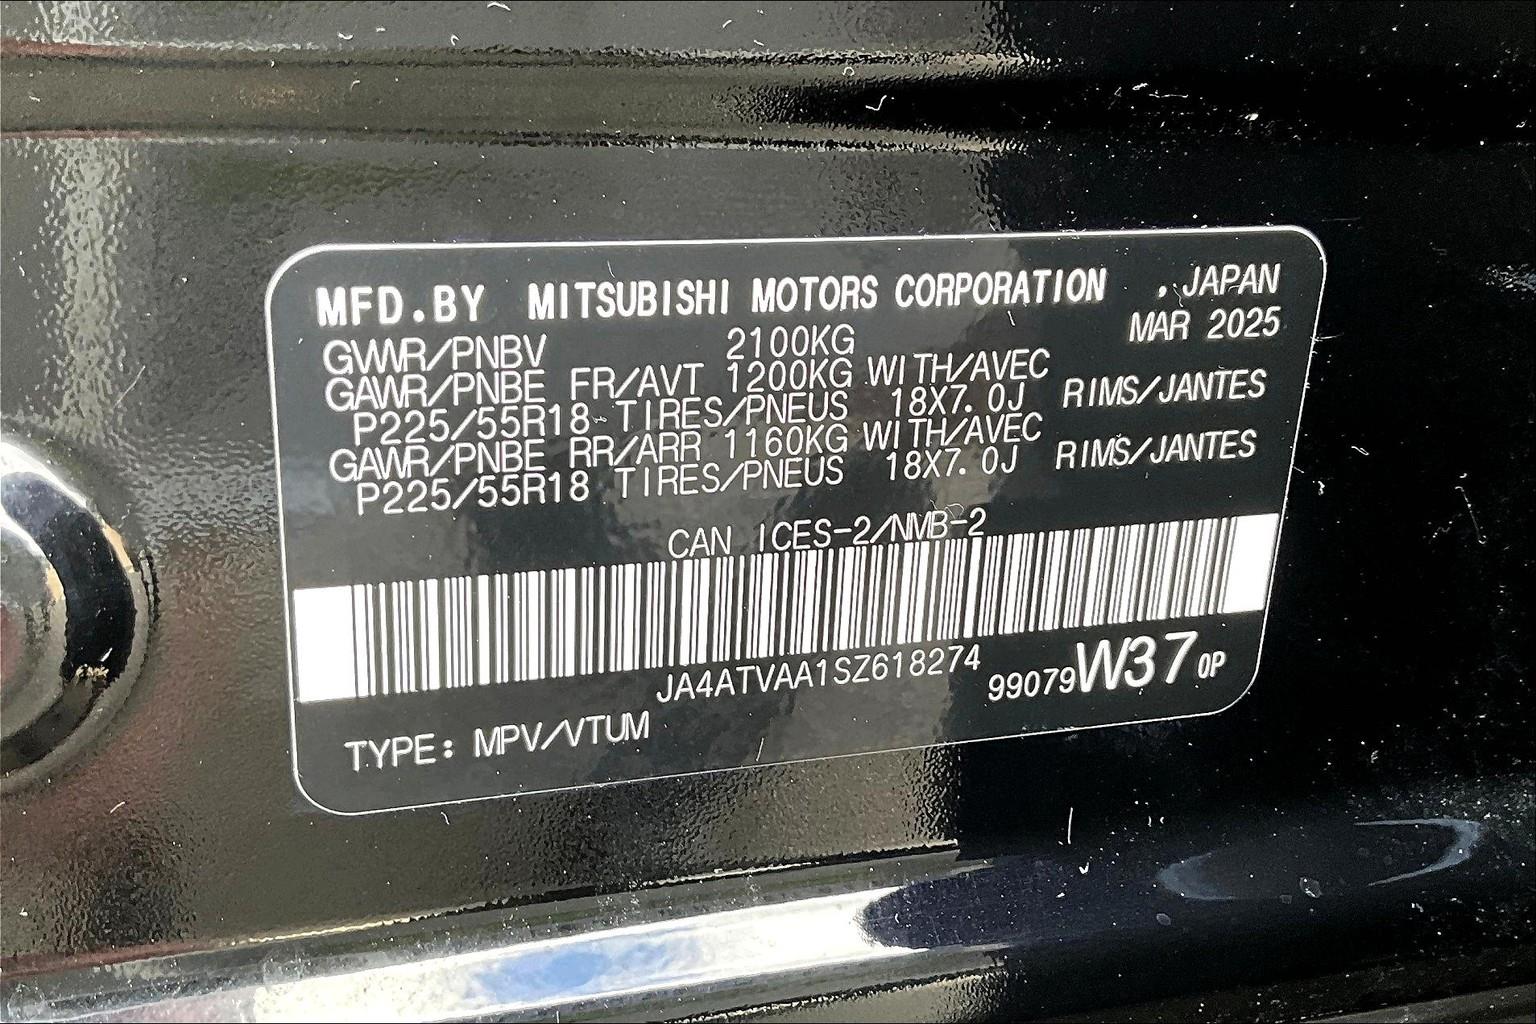 MFD.BY MITSUBISHI MOTORS CORPORATION , JAPAN
MAR 2025
GVWR/PNBV 2100KG
GAWR/PNBE FR/AVT 1200KG WITH/AVEC
P225/55R18 TIRES/PNEUS 18X7.0J RIMS/JANTES
GAWR/PNBE RR/ARR 1160KG WITH/AVEC
P225/55R18 TIRES/PNEUS 18X7.0J RIMS/JANTES
CAN ICES-2/NMB-2
JA4ATVAA1SZ618274
99079W370P
TYPE: MPV/VTUM